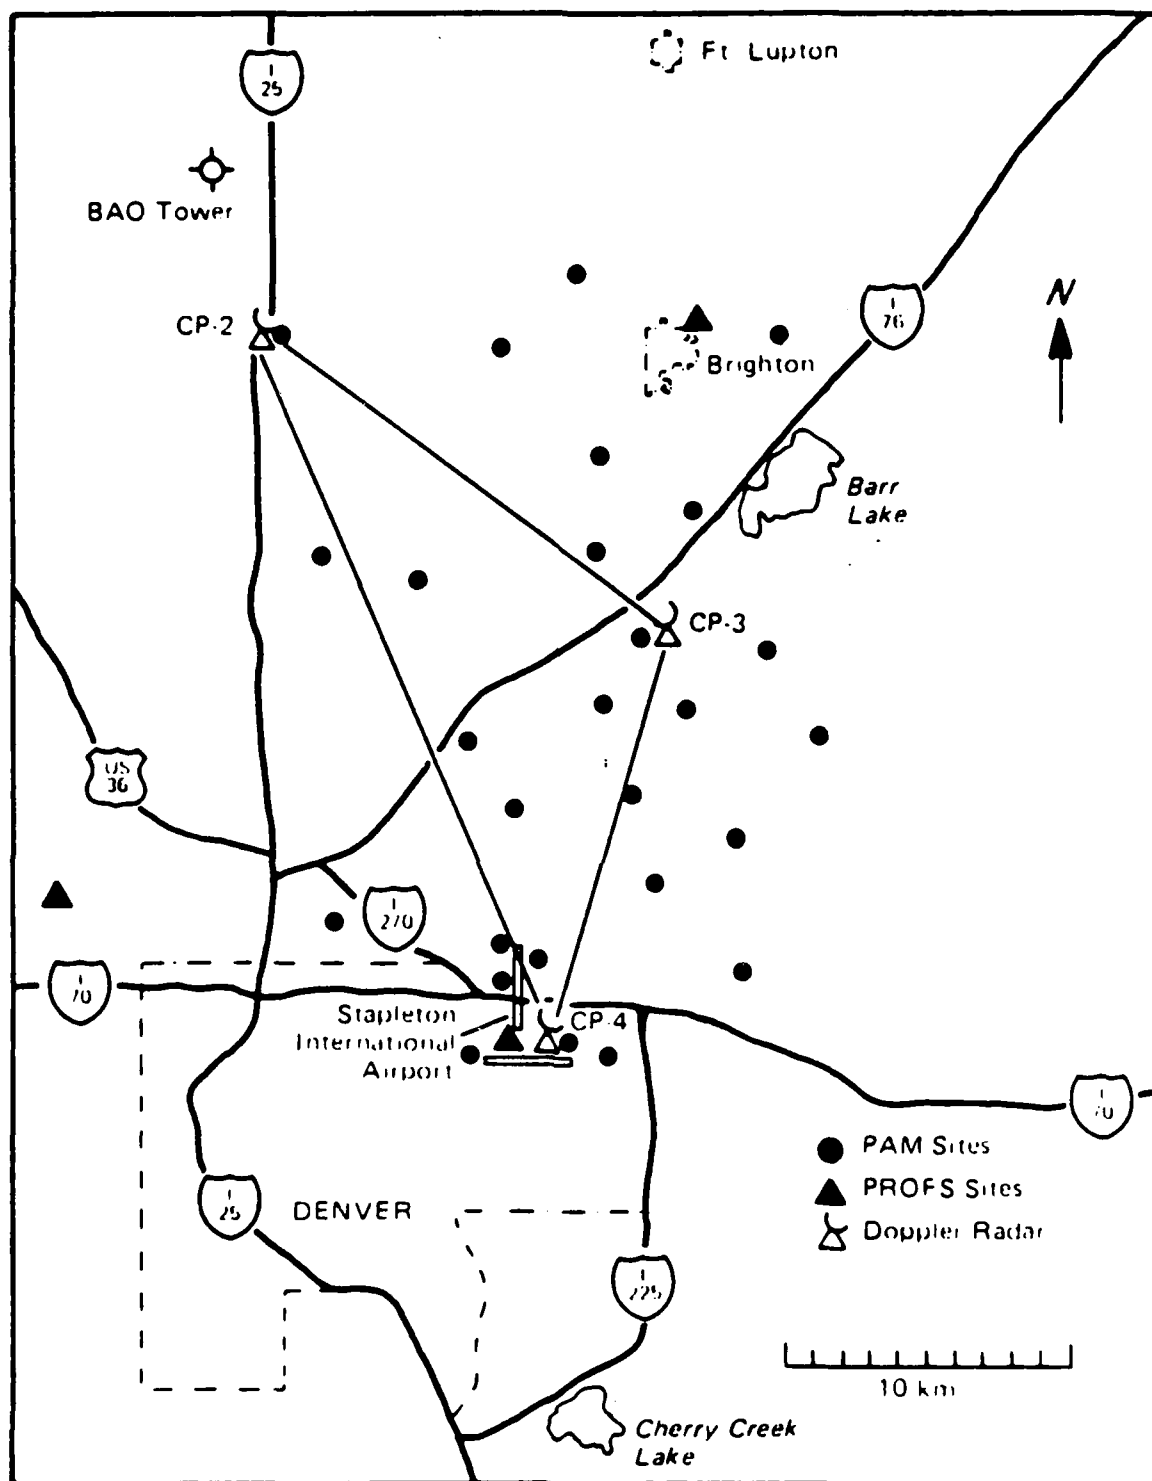 Ft. Lupton
I
25
BAO Tower
CP-2
I
76
N
Brighton
Barr
Lake
CP-3
US
36
I
270
I
70
Stapleton
International
Airport
CP-4
I
70
PAM Sites
PROFS Sites
Doppler Radar
I
25
DENVER
I
225
10 km
Cherry Creek
Lake